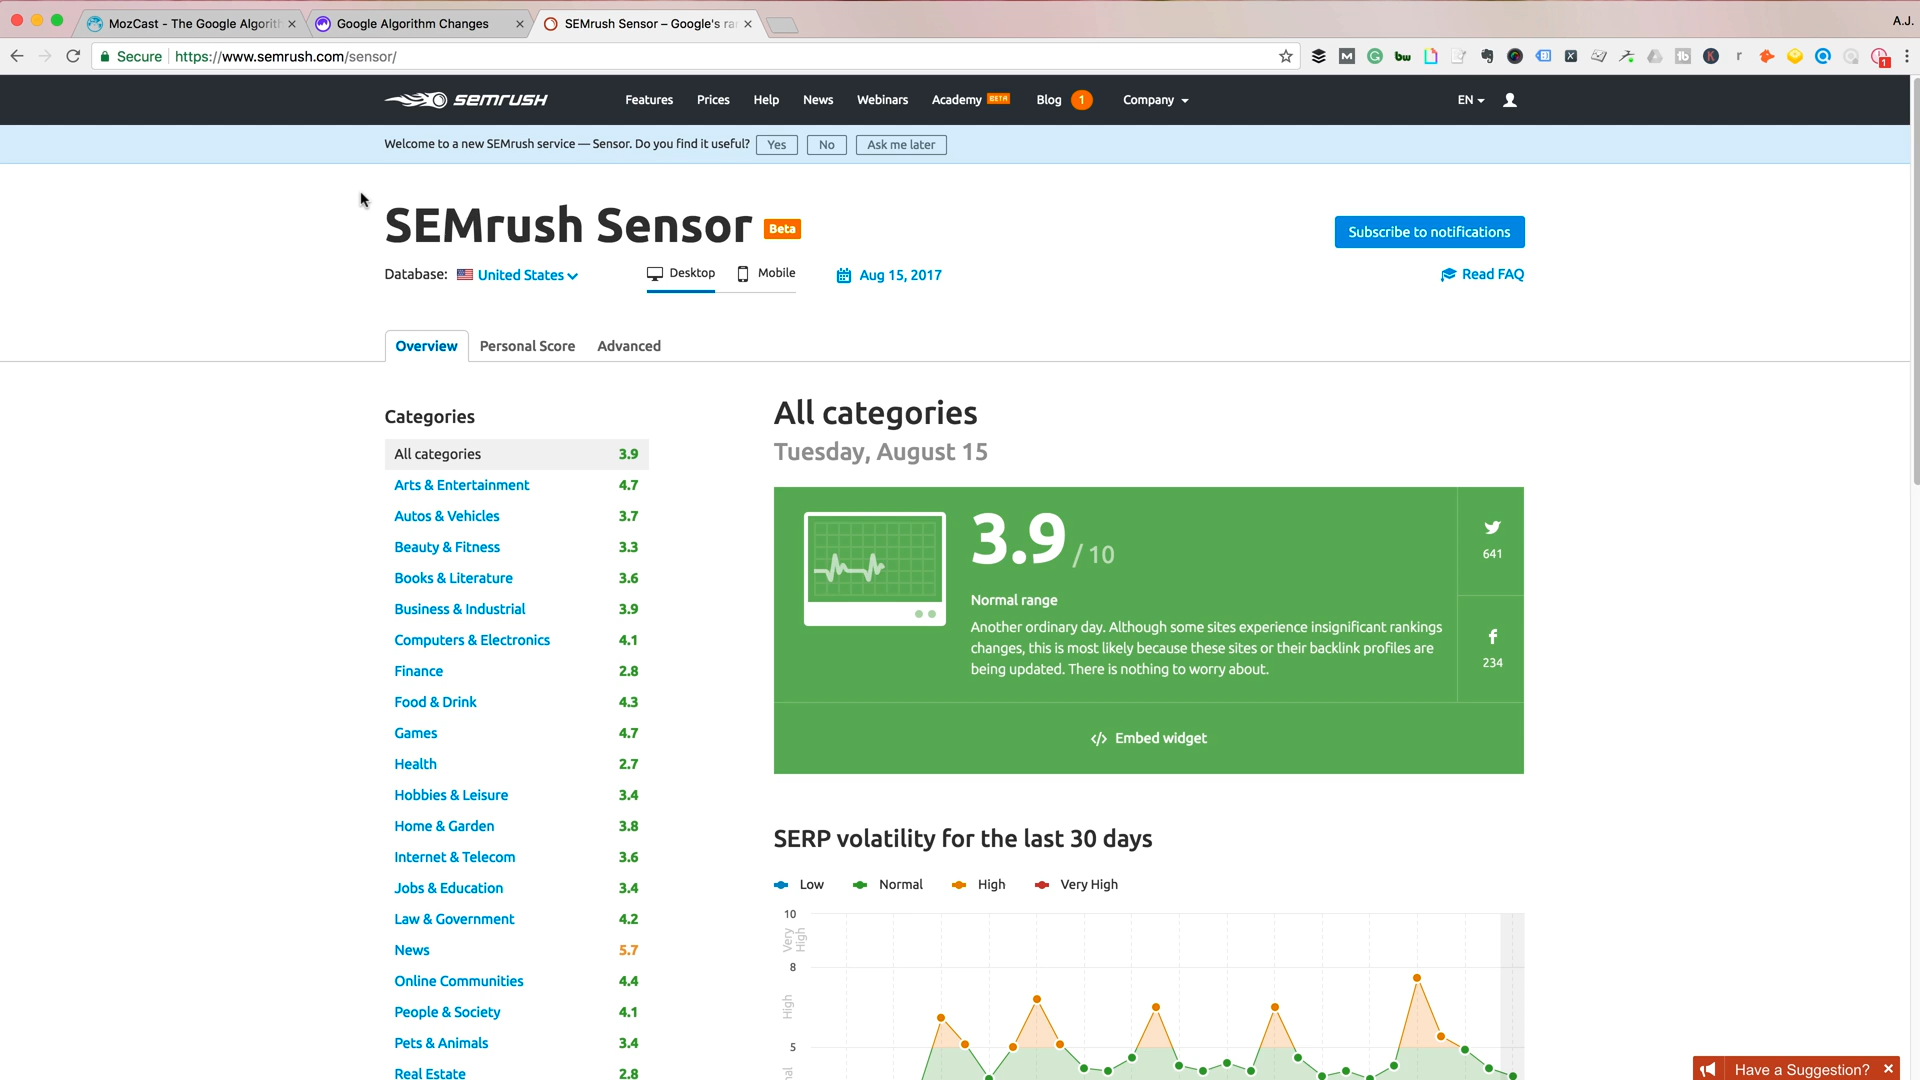 MozCast - The Google Algorit
Google Algorithm Changes
SEMrush Sensor – Google's ra
A.J.
Secure https://www.semrush.com/sensor/
semrush
Features Prices Help News Webinars Academy BETA Blog 1 Company
EN
Welcome to a new SEMrush service — Sensor. Do you find it useful? Yes No Ask me later
SEMrush Sensor Beta
Subscribe to notifications
Database: United States Desktop Mobile Aug 15, 2017
Read FAQ
Overview Personal Score Advanced
Categories
All categories 3.9
Arts & Entertainment 4.7
Autos & Vehicles 3.7
Beauty & Fitness 3.3
Books & Literature 3.6
Business & Industrial 3.9
Computers & Electronics 4.1
Finance 2.8
Food & Drink 4.3
Games 4.7
Health 2.7
Hobbies & Leisure 3.4
Home & Garden 3.8
Internet & Telecom 3.6
Jobs & Education 3.4
Law & Government 4.2
News 5.7
Online Communities 4.4
People & Society 4.1
Pets & Animals 3.4
Real Estate 2.8
All categories
Tuesday, August 15
3.9 / 10
Normal range
Another ordinary day. Although some sites experience insignificant rankings
changes, this is most likely because these sites or their backlink profiles are
being updated. There is nothing to worry about.
641
234
</> Embed widget
SERP volatility for the last 30 days
Low Normal High Very High
10
Very
High
8
High
5
Have a Suggestion?